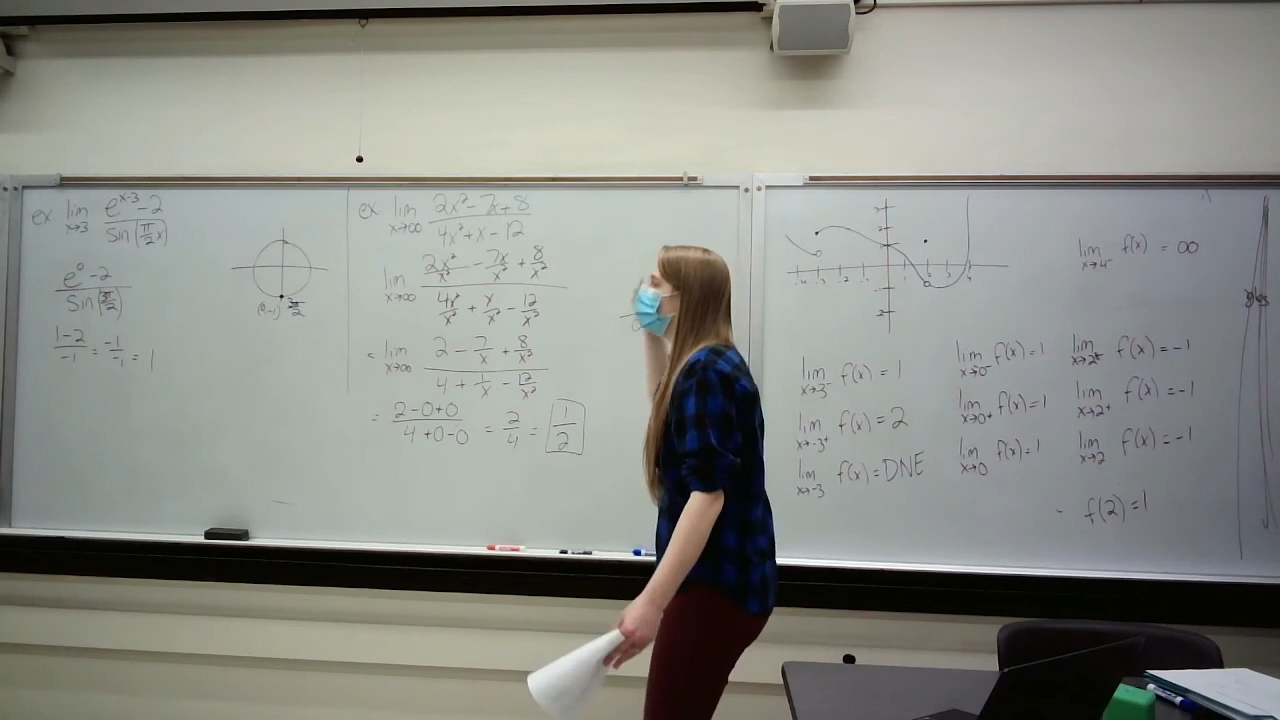 ex lim x→3 (e^(x-3) - 2)/(sin(π/2 x))
(e^0 - 2)/(sin(3π/2))
(1-2)/(-1) = (-1)/(-1) = 1
(0,-1) 3π/2
ex lim x→∞ (2x² - 7x + 8)/(4x² + x - 12)
lim x→∞ (2x²/x² - 7x/x² + 8/x²)/(4x²/x² + x/x² - 12/x²)
= lim x→∞ (2 - 7/x + 8/x²)/(4 + 1/x - 12/x²)
= (2-0+0)/(4+0-0) = 2/4 = 1/2
lim x→4⁻ f(x) = ∞
lim x→-3⁻ f(x) = 1
lim x→-3⁺ f(x) = 2
lim x→-3 f(x) = DNE
lim x→0⁻ f(x) = 1
lim x→0⁺ f(x) = 1
lim x→0 f(x) = 1
f(x) = -1
lim x→2⁺ f(x) = -1
lim x→2 f(x) = -1
f(2) = 1